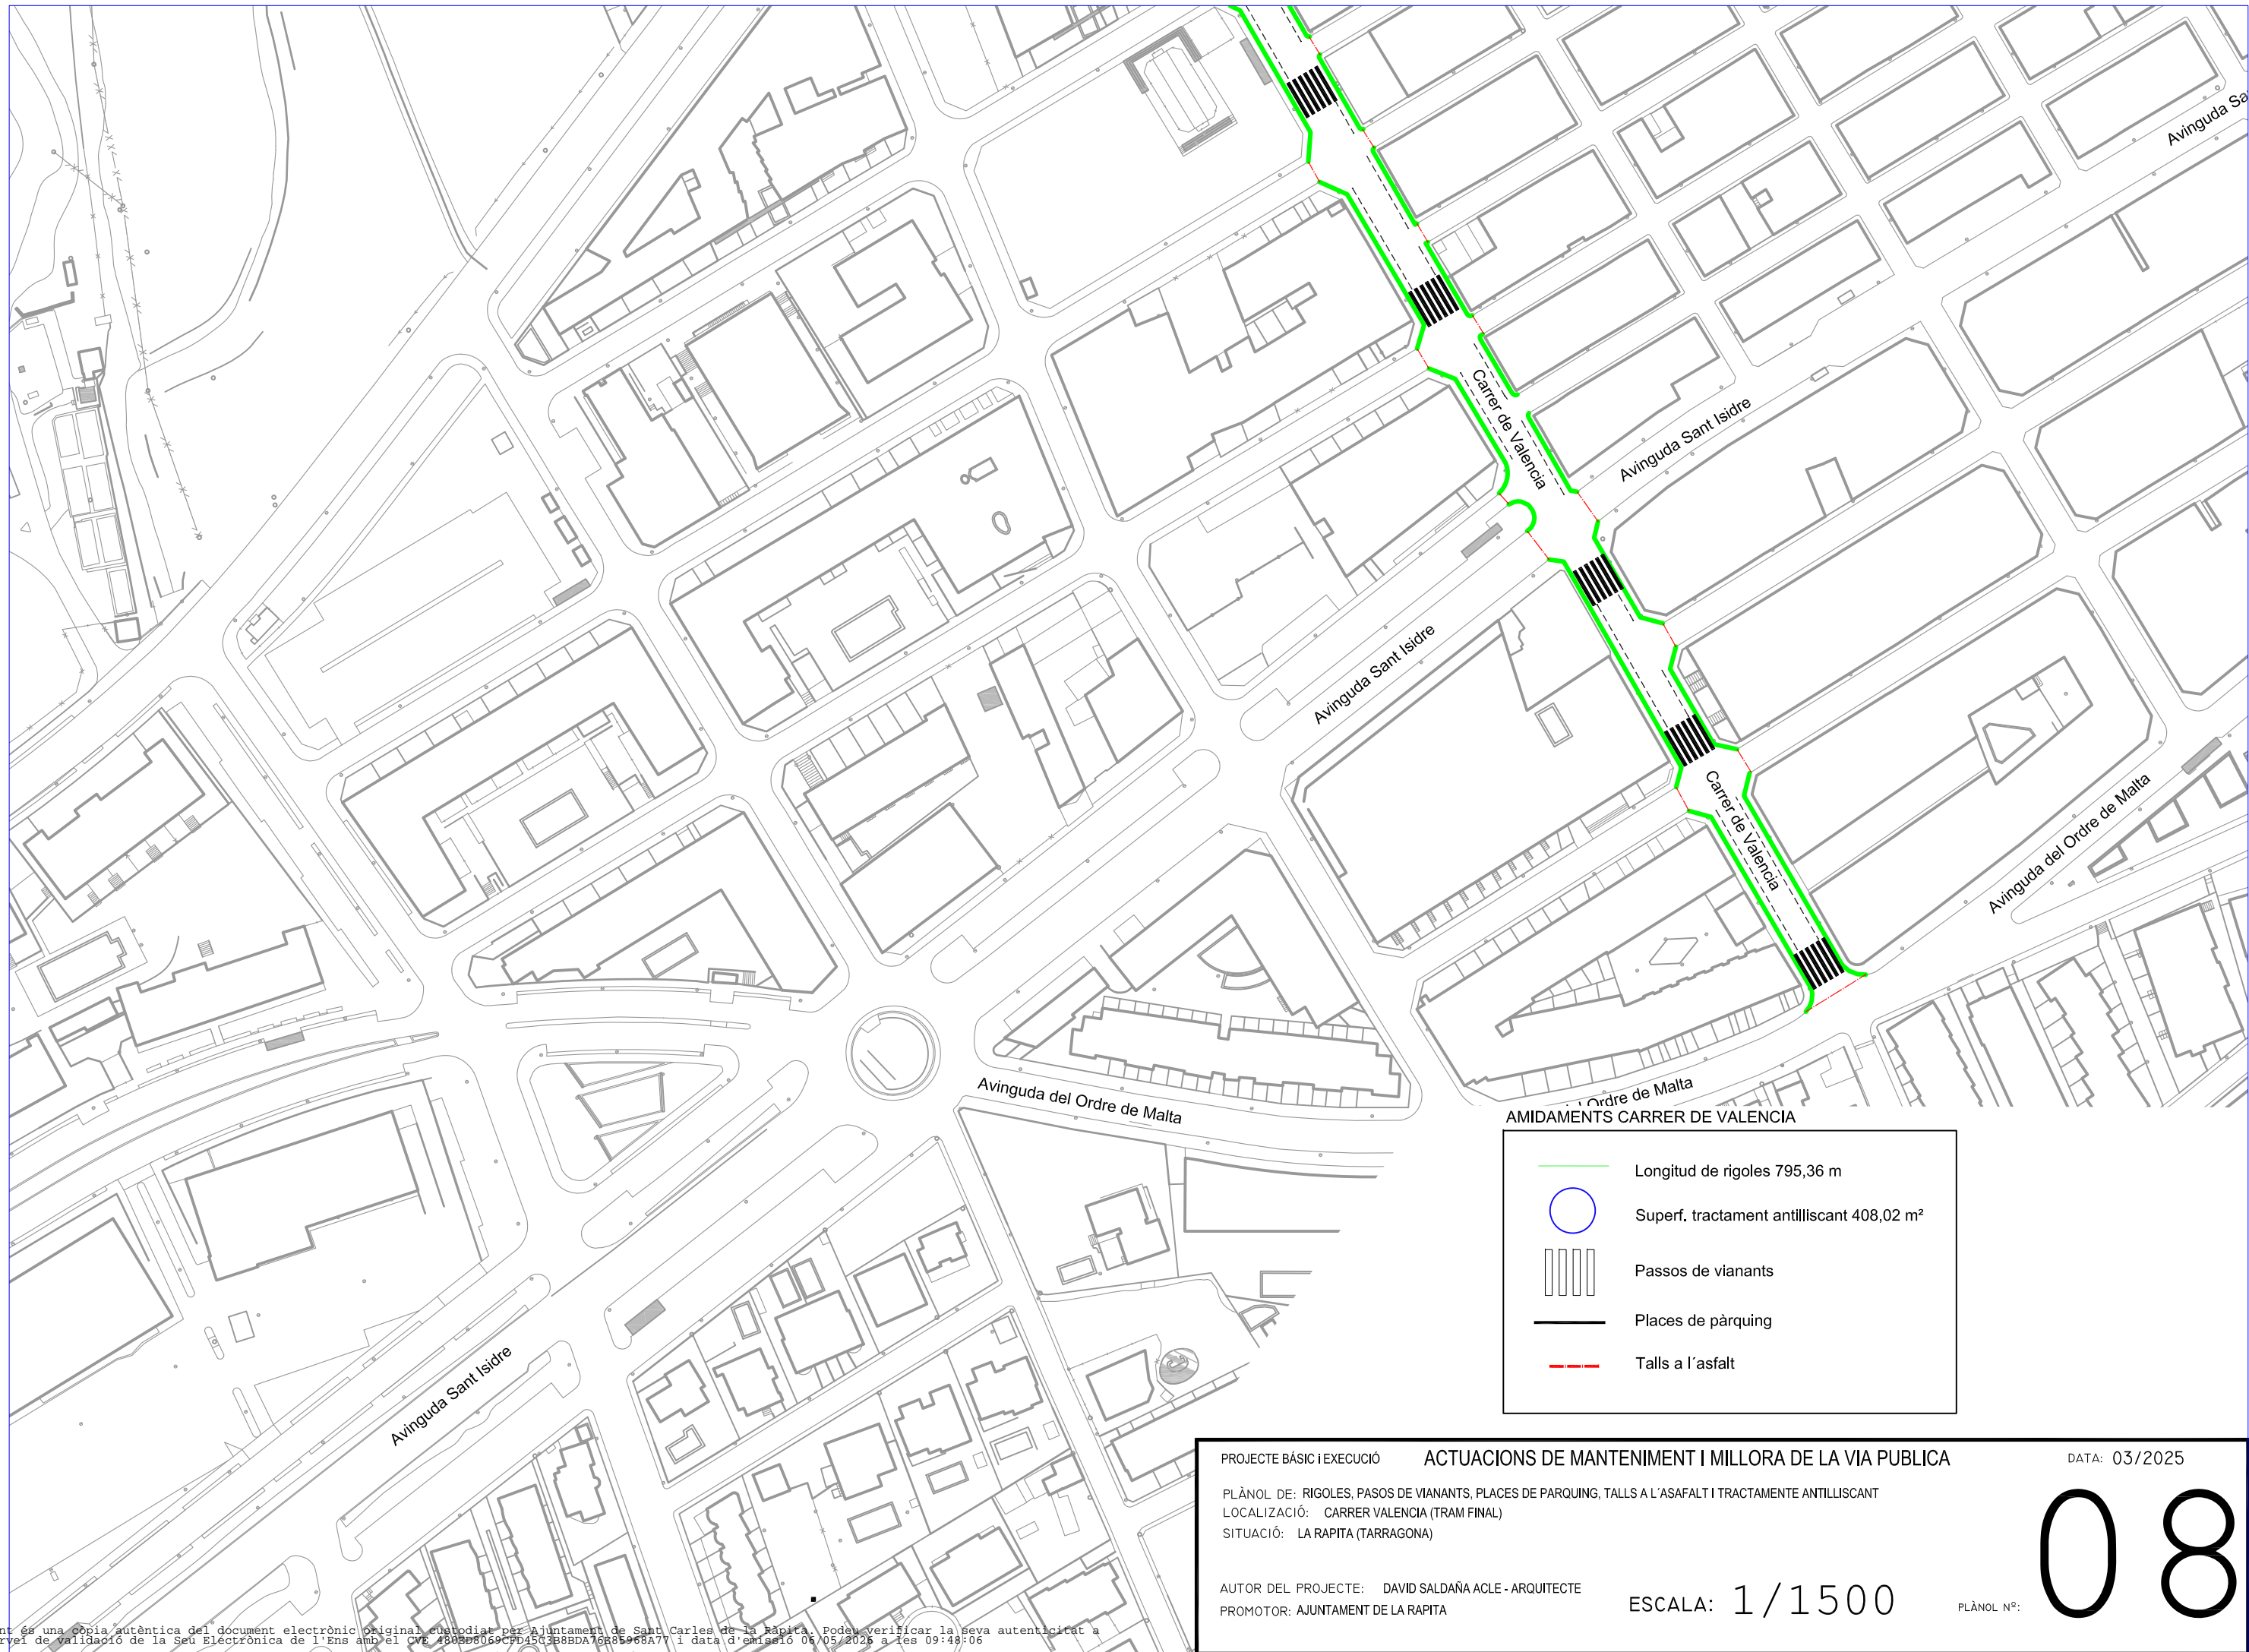 Avinguda Sa
Carrer de Valencia
Avinguda Sant Isidre
Avinguda Sant Isidre
Carrer de Valencia
Avinguda del Ordre de Malta
Avinguda del Ordre de Malta
l Ordre de Malta
Avinguda Sant Isidre
AMIDAMENTS CARRER DE VALENCIA
Longitud de rigoles 795,36 m
Superf. tractament antilliscant 408,02 m²
Passos de vianants
Places de pàrquing
Talls a l´asfalt
PROJECTE BÁSIC i EXECUCIÓ ACTUACIONS DE MANTENIMENT I MILLORA DE LA VIA PUBLICA DATA: 03/2025
PLÀNOL DE: RIGOLES, PASOS DE VIANANTS, PLACES DE PARQUING, TALLS A L´ASAFALT I TRACTAMENTE ANTILLISCANT
LOCALIZACIÓ: CARRER VALENCIA (TRAM FINAL)
SITUACIÓ: LA RAPITA (TARRAGONA)
AUTOR DEL PROJECTE: DAVID SALDAÑA ACLE - ARQUITECTE
PROMOTOR: AJUNTAMENT DE LA RAPITA
ESCALA: 1/1500
PLÀNOL Nº: 08
nt és una còpia autèntica del document electrònic original custodiat per Ajuntament de Sant Carles de la Ràpita. Podeu verificar la seva autenticitat a
rvei de validació de la Seu Electrònica de l'Ens amb el CVE i data d'emissió 06/05/2026 a les 09:48:06